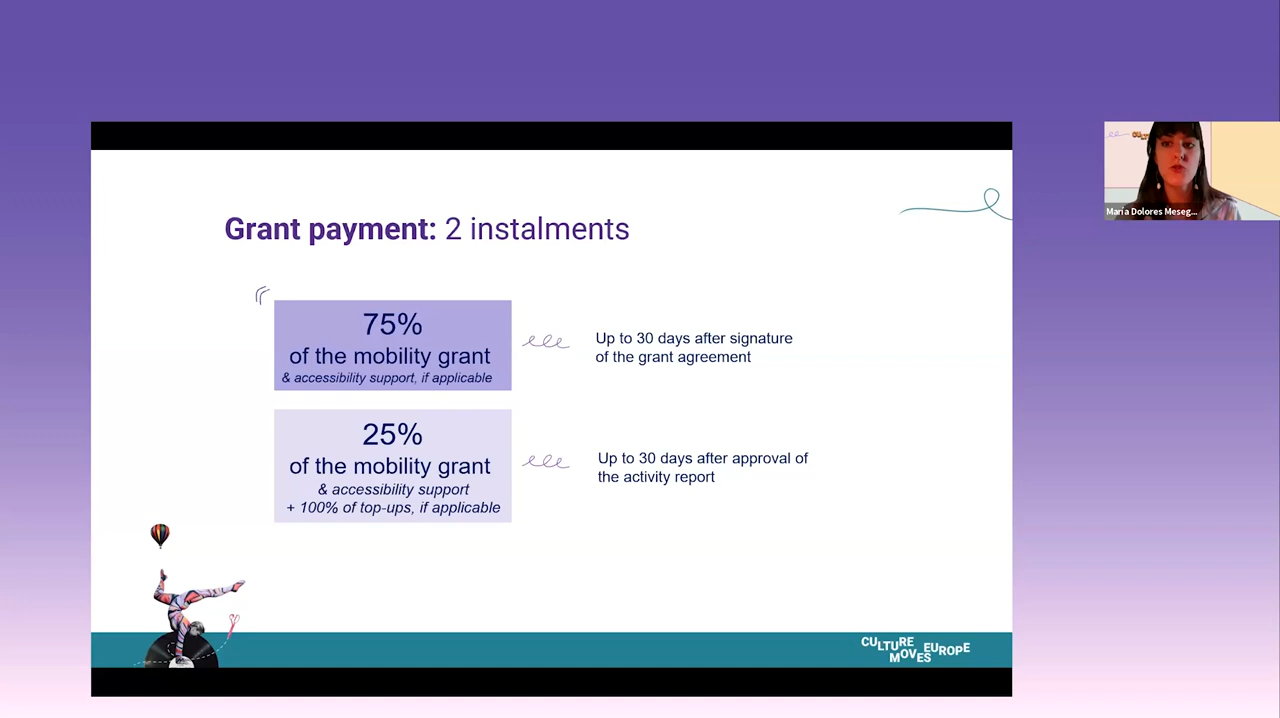 Grant payment: 2 instalments
75%
of the mobility grant
& accessibility support, if applicable
Up to 30 days after signature
of the grant agreement
25%
of the mobility grant
& accessibility support
+ 100% of top-ups, if applicable
Up to 30 days after approval of
the activity report
CULTURE
MOVES EUROPE
María Dolores Meseg...